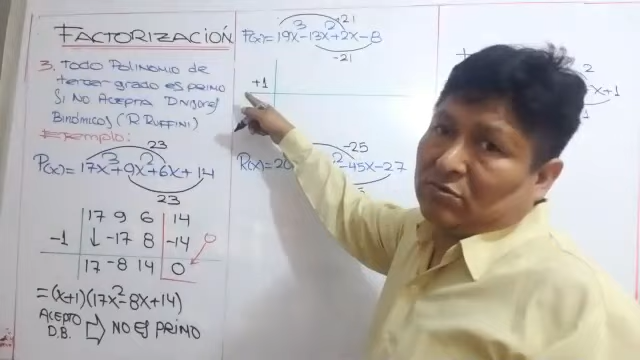 FACTORIZACIÓN
3. TODO POLINOMIO DE
TERCER GRADO ES PRIMO
SI NO ACEPTA DIVISORES
BINÓMICOS (R. RUFFINI)
Ejemplo:
23
P(x)= 17x³+9x²+6x+14
23
17 9 6 14
-1 ↓ -17 8 -14 0
17 -8 14 0
=(x+1)(17x²-8x+14)
ACEPTO
D.B. ⇒ NO ES PRIMO
+21
P(x)= 19x³-13x²+2x-8
-21
+1
-25
R(x)=20
²-45x-27
2
x+1